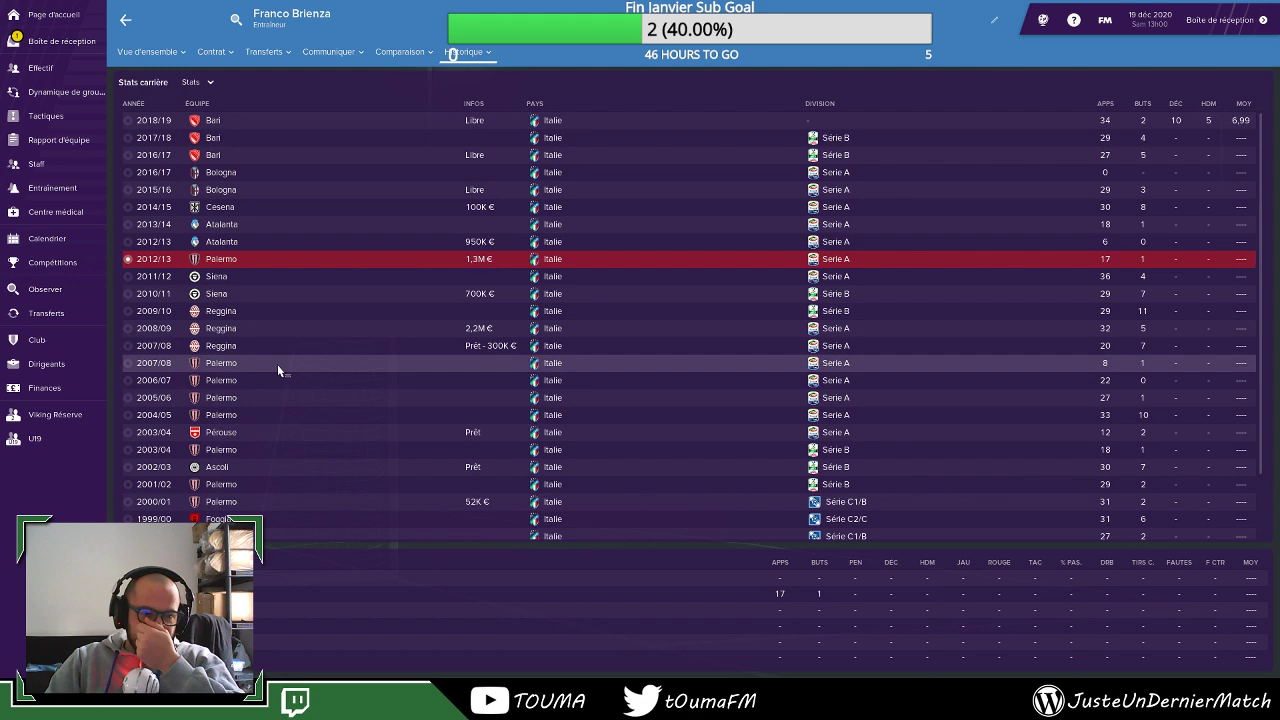 Franco Brienza
Entraîneur
Fin Janvier Sub Goal
2 (40.00%)
0
46 HOURS TO GO
5
FM
19 déc 2020
Sam 13h00
Boîte de réception
Vue d'ensemble
Contrat
Transferts
Communiquer
Comparaison
Historique
Page d'accueil
1
Boîte de réception
Effectif
Dynamique de grou...
Tactiques
Rapport d'équipe
Staff
Entraînement
Centre médical
Calendrier
Compétitions
Observer
Transferts
Club
Dirigeants
Finances
Viking Réserve
U19
U19
Stats carrière Stats
ANNÉE ÉQUIPE INFOS PAYS DIVISION APPS BUTS DÉC HDM MOY
2018/19 Bari Libre Italie - 34 2 10 5 6,99
2017/18 Bari Italie Série B 29 4 - - ----
2016/17 Bari Libre Italie Série B 27 5 - - ----
2016/17 Bologna Italie Serie A 0 - - - ----
2015/16 Bologna Libre Italie Serie A 29 3 - - ----
2014/15 Cesena 100K € Italie Serie A 30 8 - - ----
2013/14 Atalanta Italie Serie A 18 1 - - ----
2012/13 Atalanta 950K € Italie Serie A 6 0 - - ----
2012/13 Palermo 1,3M € Italie Serie A 17 1 - - ----
2011/12 Siena Italie Serie A 36 4 - - ----
2010/11 Siena 700K € Italie Série B 29 7 - - ----
2009/10 Reggina Italie Série B 29 11 - - ----
2008/09 Reggina 2,2M € Italie Serie A 32 5 - - ----
2007/08 Reggina Prêt - 300K € Italie Serie A 20 7 - - ----
2007/08 Palermo Italie Serie A 8 1 - - ----
2006/07 Palermo Italie Serie A 22 0 - - ----
2005/06 Palermo Italie Serie A 27 1 - - ----
2004/05 Palermo Italie Serie A 33 10 - - ----
2003/04 Pérouse Prêt Italie Serie A 12 2 - - ----
2003/04 Palermo Italie Série B 18 1 - - ----
2002/03 Ascoli Prêt Italie Série B 30 7 - - ----
2001/02 Palermo Italie Série B 29 2 - - ----
2000/01 Palermo 52K € Italie Série C1/B 31 2 - - ----
1999/00 Foggia Italie Série C2/C 31 6 - - ----
Italie Série C1/B 27 2 - - ----
APPS BUTS PEN DÉC HDM JAU ROUGE TAC % PAS. DRB TIRS C. FAUTES F CTR MOY
- - - - - - - - - - - - - ----
17 1 - - - - - - - - - - - ----
- - - - - - - - - - - - - ----
- - - - - - - - - - - - - ----
- - - - - - - - - - - - - ----
- - - - - - - - - - - - - ----
TOUMA
tOumaFM
JusteUnDernierMatch